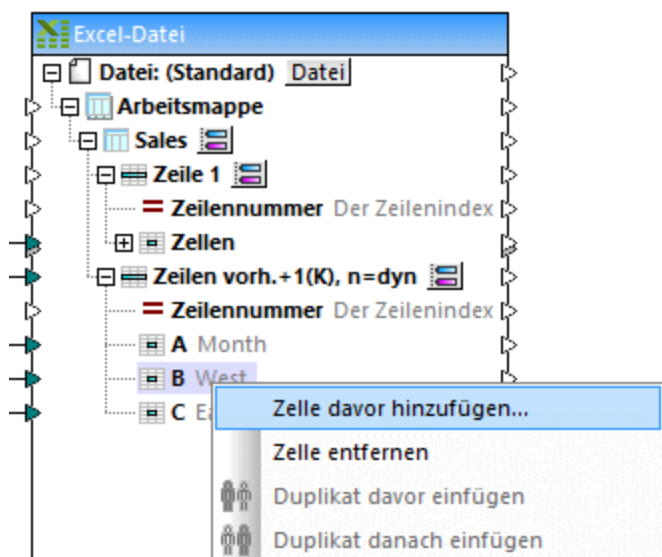 Excel-Datei
Datei: (Standard) Datei
Arbeitsmappe
Sales
Zeile 1
Zeilennummer Der Zeilenindex
Zellen
Zeilen vorh.+1(K), n=dyn
Zeilennummer Der Zeilenindex
A Month
B West
C
Zelle davor hinzufügen...
Zelle entfernen
Duplikat davor einfügen
Duplikat danach einfügen